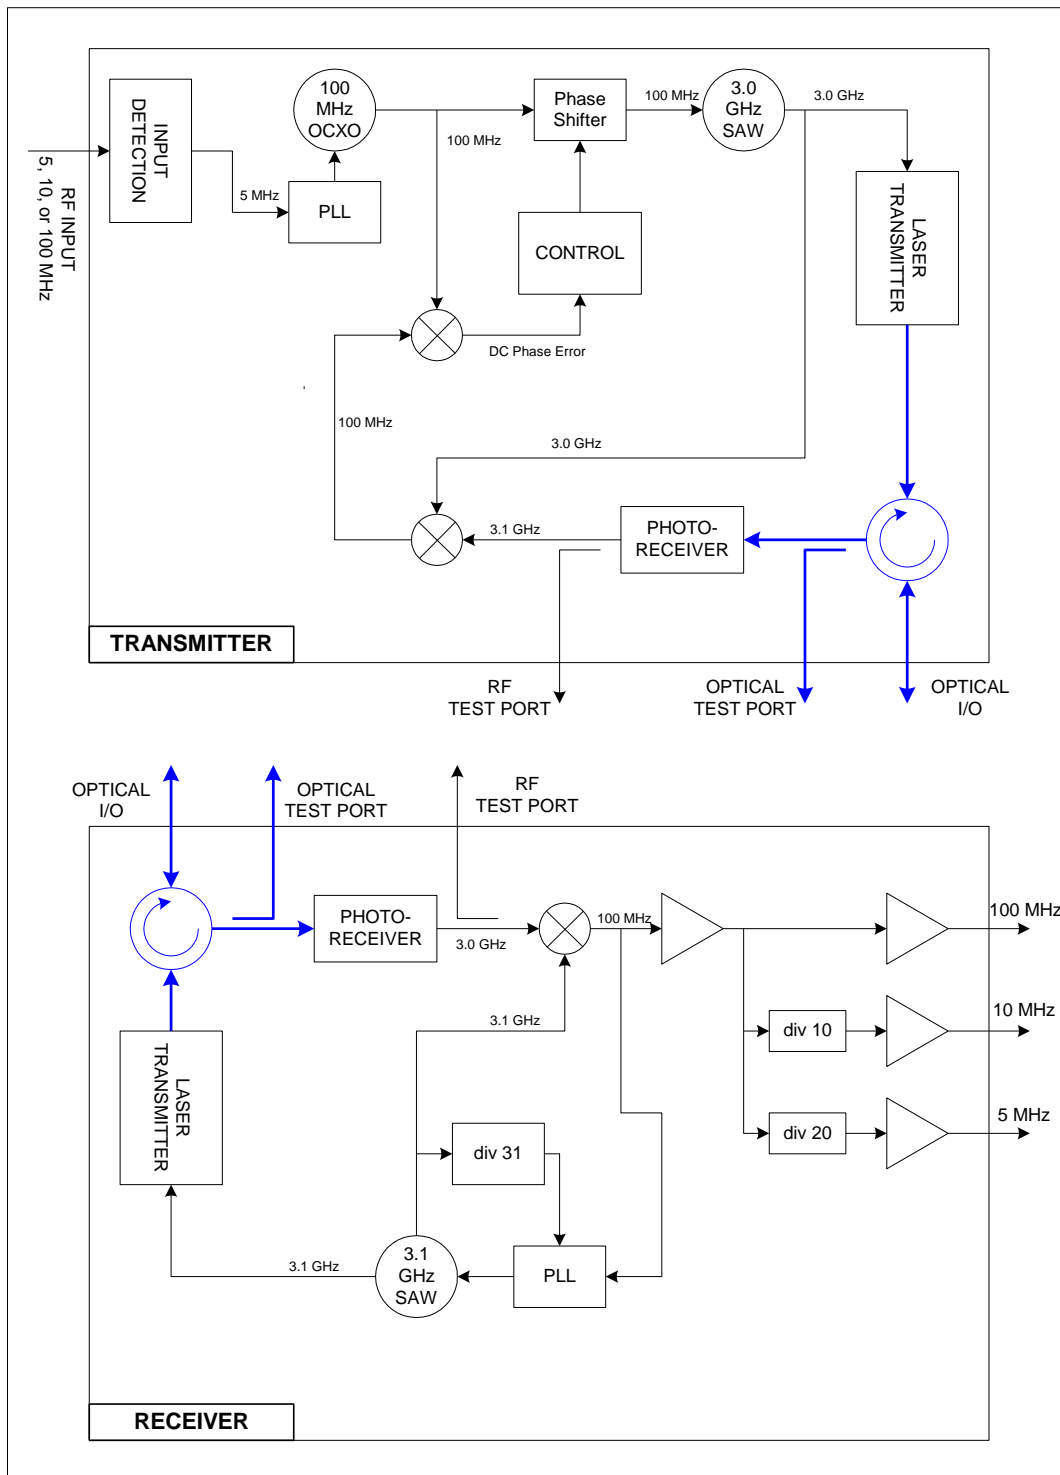 100
MHz
OCXO
Phase
Shifter
100 MHz
3.0
GHz
SAW
3.0 GHz
INPUT
DETECTION
5 MHz
PLL
100 MHz
RF INPUT
5, 10, or 100 MHz
CONTROL
LASER
TRANSMITTER
DC Phase Error
100 MHz
3.0 GHz
3.1 GHz
PHOTO-
RECEIVER
TRANSMITTER
RF
TEST PORT
OPTICAL
TEST PORT
OPTICAL
I/O
OPTICAL
I/O
OPTICAL
TEST PORT
RF
TEST PORT
PHOTO-
RECEIVER
3.0 GHz
100 MHz
100 MHz
3.1 GHz
div 10
10 MHz
LASER
TRANSMITTER
div 31
div 20
5 MHz
3.1 GHz
3.1
GHz
SAW
PLL
RECEIVER